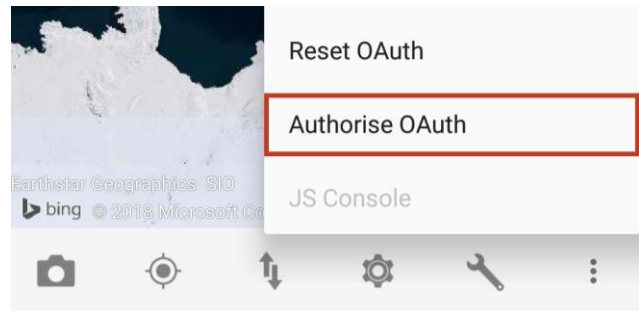 Reset OAuth
Authorise OAuth
JS Console
Earthstar Geographics SIO
bing © 2018 Microsoft Co